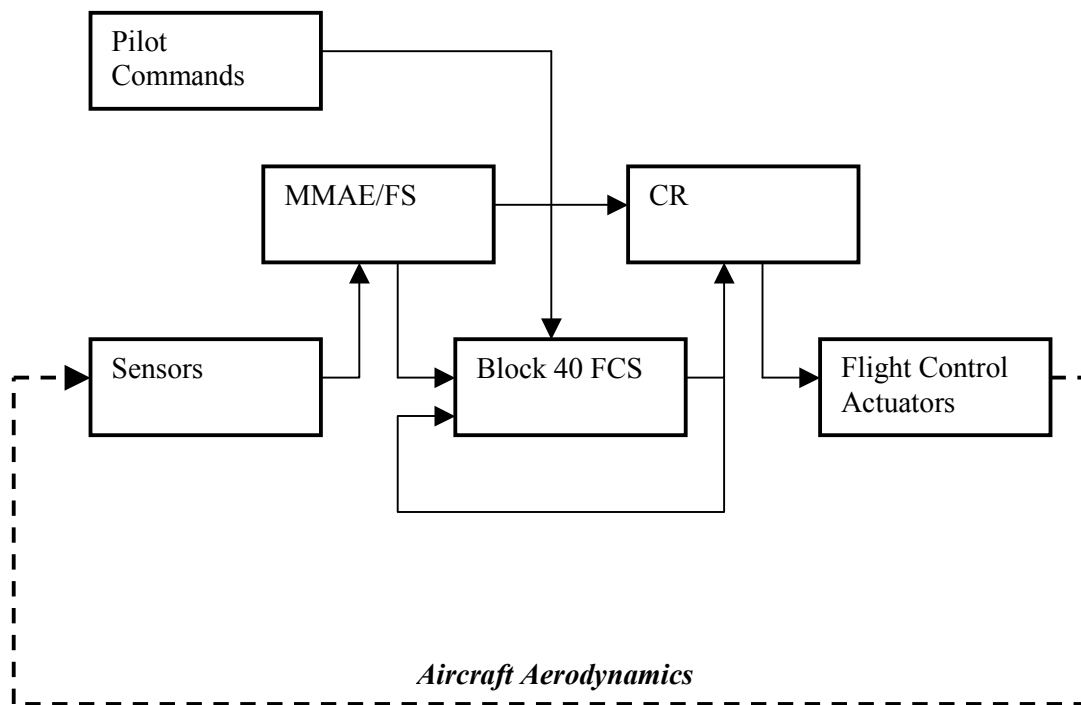 Pilot
Commands
MMAE/FS
CR
Sensors
Block 40 FCS
Flight Control
Actuators
Aircraft Aerodynamics